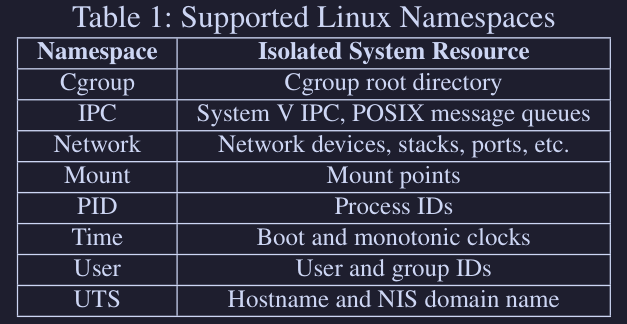 Table 1: Supported Linux Namespaces
Namespace Isolated System Resource
Cgroup Cgroup root directory
IPC System V IPC, POSIX message queues
Network Network devices, stacks, ports, etc.
Mount Mount points
PID Process IDs
Time Boot and monotonic clocks
User User and group IDs
UTS Hostname and NIS domain name